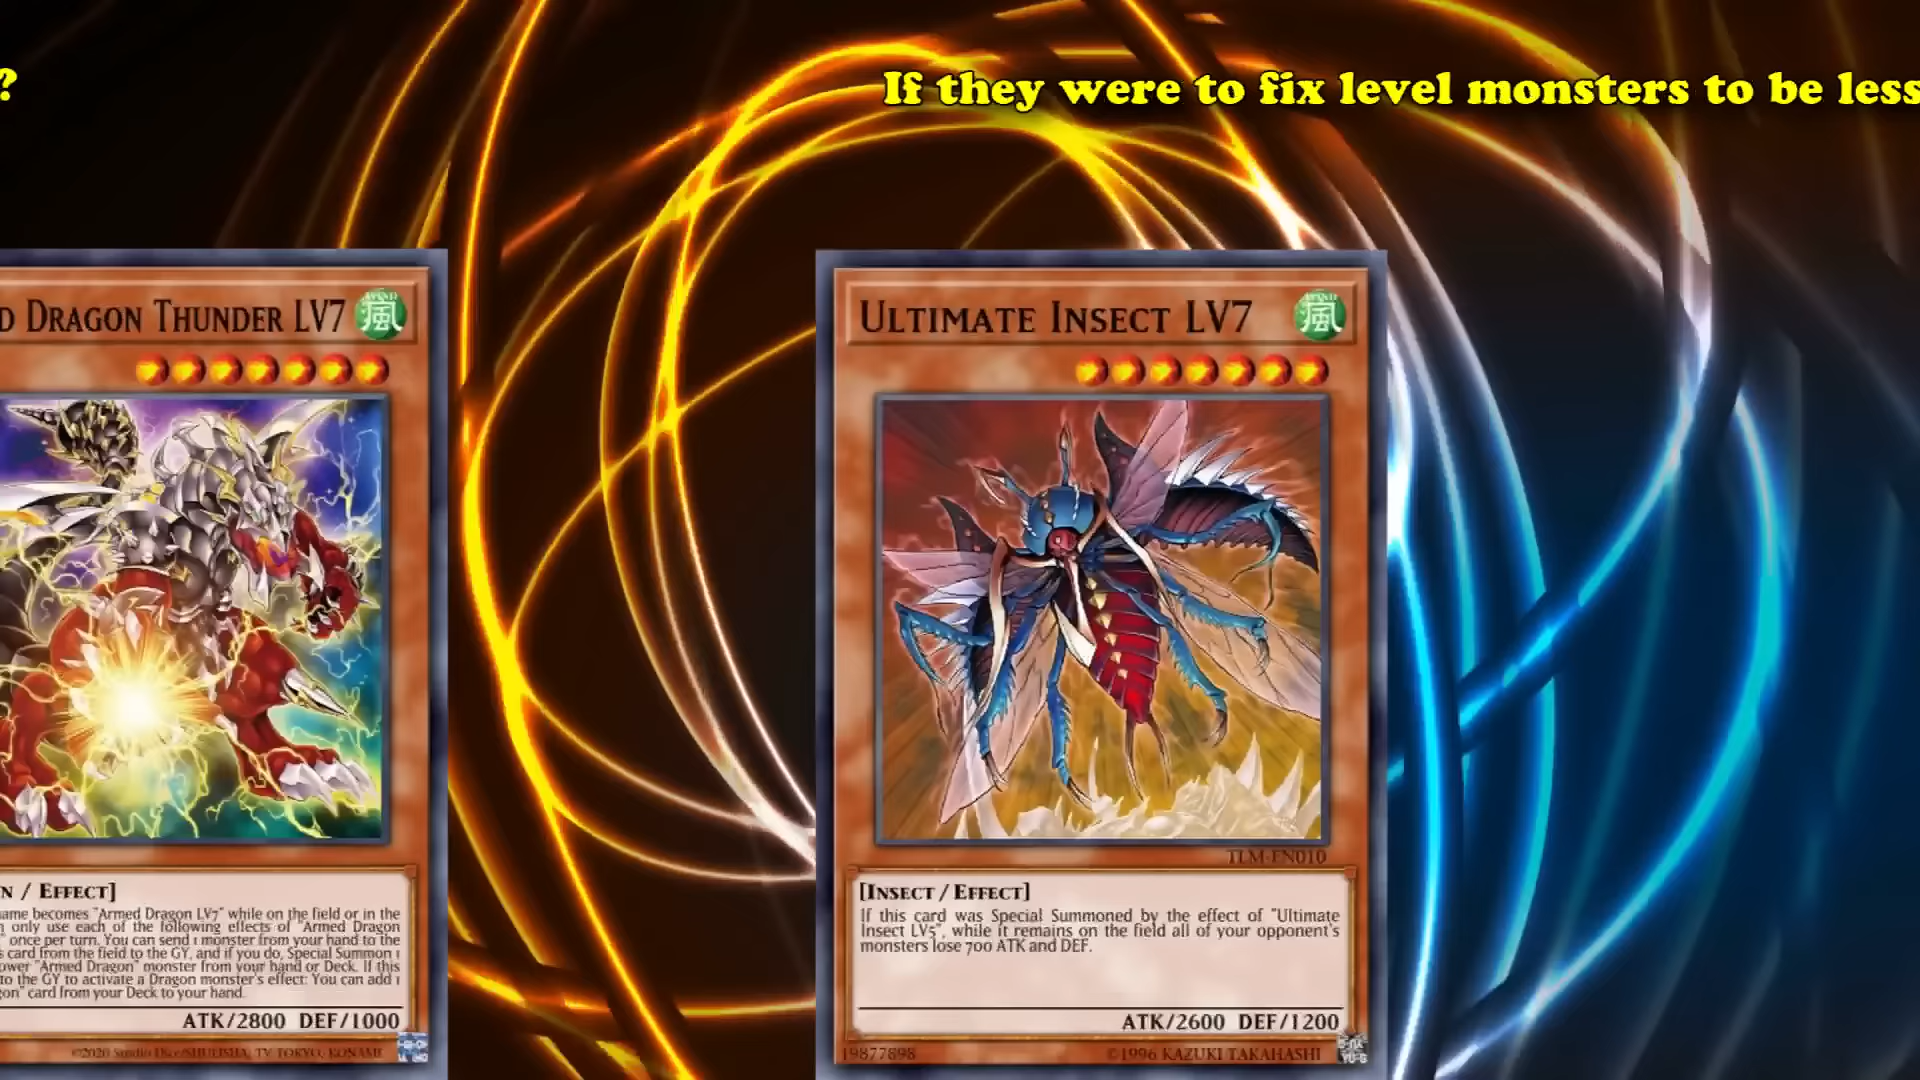 ?
If they were to fix level monsters to be less
D DRAGON THUNDER LV7
WIND
風
N / EFFECT]
ame becomes "Armed Dragon LV7" while on the field or in the
n only use each of the following effects of "Armed Dragon
" once per turn. You can send 1 monster from your hand to the
s card from the field to the GY, and if you do, Special Summon 1
ower "Armed Dragon" monster from your hand or Deck. If this
to the GY to activate a Dragon monster's effect: You can add 1
gon" card from your Deck to your hand.
ATK/2800 DEF/1000
©2020 Studio Dice/SHUEISHA, TV TOKYO, KONAMI
ULTIMATE INSECT LV7
WIND
風
TLM-EN010
[INSECT / EFFECT]
If this card was Special Summoned by the effect of "Ultimate
Insect LV5", while it remains on the field all of your opponent's
monsters lose 700 ATK and DEF.
ATK/2600 DEF/1200
19877898
©1996 KAZUKI TAKAHASHI